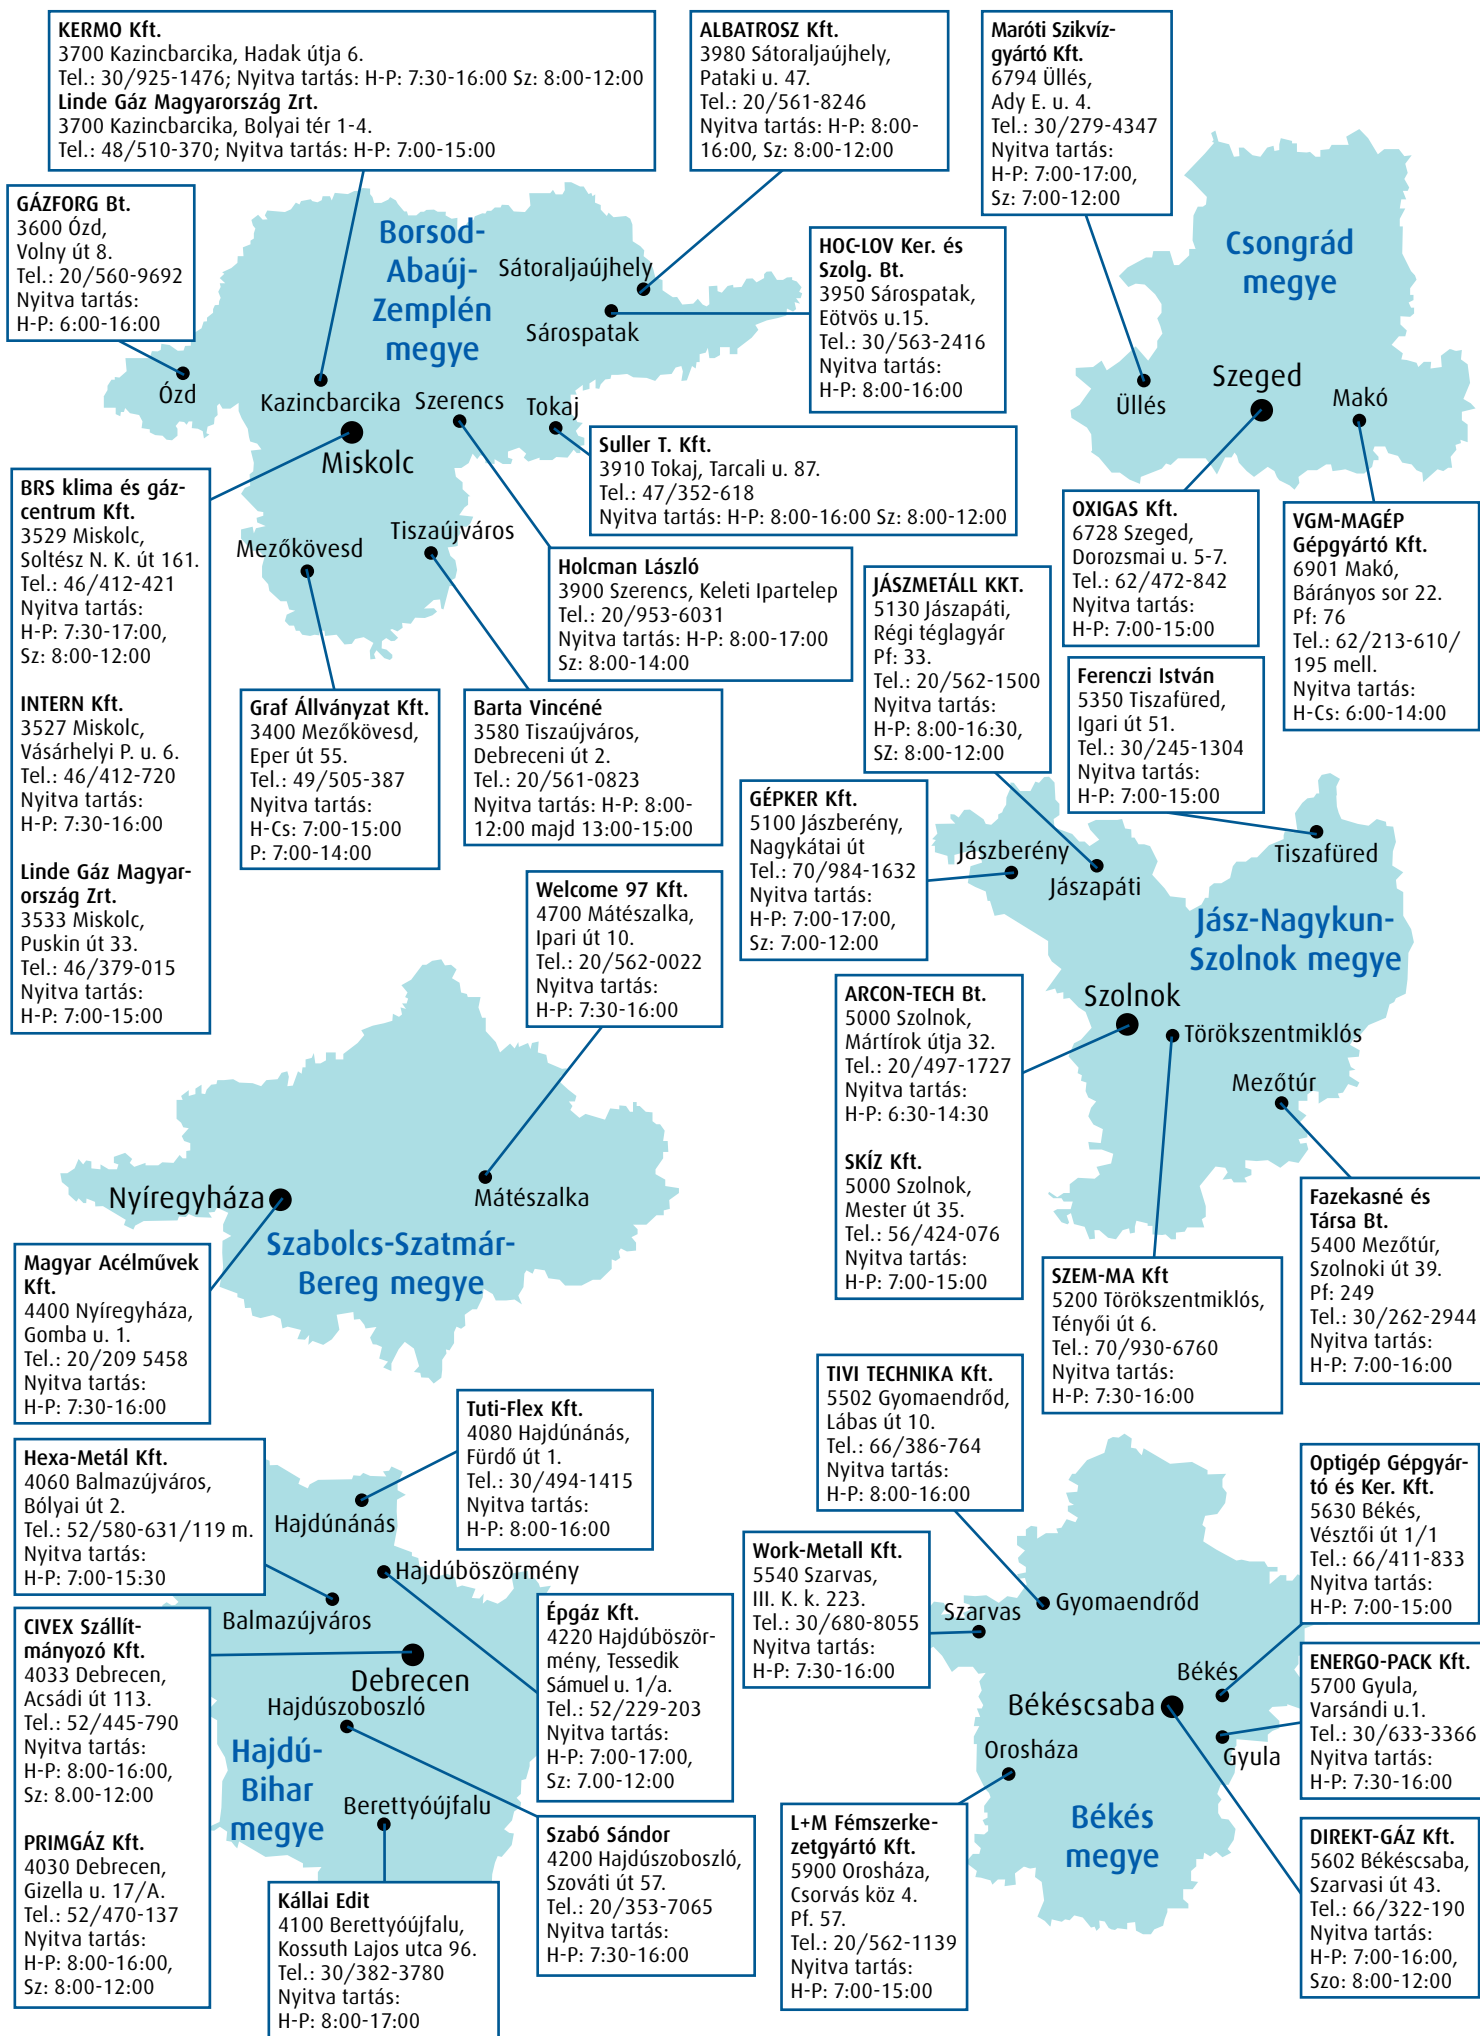 KERMO Kft.
3700 Kazincbarcika, Hadak útja 6.
Tel.: 30/925-1476; Nyitva tartás: H-P: 7:30-16:00 Sz: 8:00-12:00
Linde Gáz Magyarország Zrt.
3700 Kazincbarcika, Bolyai tér 1-4.
Tel.: 48/510-370; Nyitva tartás: H-P: 7:00-15:00
ALBATROSZ Kft.
3980 Sátoraljaújhely,
Pataki u. 47.
Tel.: 20/561-8246
Nyitva tartás: H-P: 8:00-
16:00, Sz: 8:00-12:00
Maróti Szikvíz-
gyártó Kft.
6794 Üllés,
Ady E. u. 4.
Tel.: 30/279-4347
Nyitva tartás:
H-P: 7:00-17:00,
Sz: 7:00-12:00
GÁZFORG Bt.
3600 Ózd,
Volny út 8.
Tel.: 20/560-9692
Nyitva tartás:
H-P: 6:00-16:00
Borsod-
Abaúj-
Zemplén
megye
Sátoraljaújhely
Sárospatak
Ózd
Kazincbarcika
Szerencs
Tokaj
Miskolc
Mezőkövesd
Tiszaújváros
HOC-LOV Ker. és
Szolg. Bt.
3950 Sárospatak,
Eötvös u.15.
Tel.: 30/563-2416
Nyitva tartás:
H-P: 8:00-16:00
Csongrád
megye
Szeged
Üllés
Makó
Suller T. Kft.
3910 Tokaj, Tarcali u. 87.
Tel.: 47/352-618
Nyitva tartás: H-P: 8:00-16:00 Sz: 8:00-12:00
BRS klima és gáz-
centrum Kft.
3529 Miskolc,
Soltész N. K. út 161.
Tel.: 46/412-421
Nyitva tartás:
H-P: 7:30-17:00,
Sz: 8:00-12:00
INTERN Kft.
3527 Miskolc,
Vásárhelyi P. u. 6.
Tel.: 46/412-720
Nyitva tartás:
H-P: 7:30-16:00
Linde Gáz Magyar-
ország Zrt.
3533 Miskolc,
Puskin út 33.
Tel.: 46/379-015
Nyitva tartás:
H-P: 7:00-15:00
Holcman László
3900 Szerencs, Keleti Ipartelep
Tel.: 20/953-6031
Nyitva tartás: H-P: 8:00-17:00
Sz: 8:00-14:00
OXIGAS Kft.
6728 Szeged,
Dorozsmai u. 5-7.
Tel.: 62/472-842
Nyitva tartás:
H-P: 7:00-15:00
VGM-MAGÉP
Gépgyártó Kft.
6901 Makó,
Bárányos sor 22.
Pf: 76
Tel.: 62/213-610/
195 mell.
Nyitva tartás:
H-Cs: 6:00-14:00
JÁSZMETÁLL KKT.
5130 Jászapáti,
Régi téglagyár
Pf: 33.
Tel.: 20/562-1500
Nyitva tartás:
H-P: 8:00-16:30,
SZ: 8:00-12:00
Ferenczi István
5350 Tiszafüred,
Igari út 51.
Tel.: 30/245-1304
Nyitva tartás:
H-P: 7:00-15:00
Graf Állványzat Kft.
3400 Mezőkövesd,
Eper út 55.
Tel.: 49/505-387
Nyitva tartás:
H-Cs: 7:00-15:00
P: 7:00-14:00
Barta Vincéné
3580 Tiszaújváros,
Debreceni út 2.
Tel.: 20/561-0823
Nyitva tartás: H-P: 8:00-
12:00 majd 13:00-15:00
GÉPKER Kft.
5100 Jászberény,
Nagykátai út
Tel.: 70/984-1632
Nyitva tartás:
H-P: 7:00-17:00,
Sz: 7:00-12:00
Jászberény
Jászapáti
Tiszafüred
Jász-Nagykun-
Szolnok megye
Szolnok
Törökszentmiklós
Mezőtúr
Welcome 97 Kft.
4700 Mátészalka,
Ipari út 10.
Tel.: 20/562-0022
Nyitva tartás:
H-P: 7:30-16:00
ARCON-TECH Bt.
5000 Szolnok,
Mártírok útja 32.
Tel.: 20/497-1727
Nyitva tartás:
H-P: 6:30-14:30
SKÍZ Kft.
5000 Szolnok,
Mester út 35.
Tel.: 56/424-076
Nyitva tartás:
H-P: 7:00-15:00
Nyíregyháza
Mátészalka
Szabolcs-Szatmár-
Bereg megye
Magyar Acélművek
Kft.
4400 Nyíregyháza,
Gomba u. 1.
Tel.: 20/209 5458
Nyitva tartás:
H-P: 7:30-16:00
SZEM-MA Kft
5200 Törökszentmiklós,
Tényői út 6.
Tel.: 70/930-6760
Nyitva tartás:
H-P: 7:30-16:00
Fazekasné és
Társa Bt.
5400 Mezőtúr,
Szolnoki út 39.
Pf: 249
Tel.: 30/262-2944
Nyitva tartás:
H-P: 7:00-16:00
Tuti-Flex Kft.
4080 Hajdúnánás,
Fürdő út 1.
Tel.: 30/494-1415
Nyitva tartás:
H-P: 8:00-16:00
TIVI TECHNIKA Kft.
5502 Gyomaendrőd,
Lábas út 10.
Tel.: 66/386-764
Nyitva tartás:
H-P: 8:00-16:00
Hexa-Metál Kft.
4060 Balmazújváros,
Bólyai út 2.
Tel.: 52/580-631/119 m.
Nyitva tartás:
H-P: 7:00-15:30
Hajdúnánás
Hajdúböszörmény
Balmazújváros
Debrecen
Hajdúszoboszló
Hajdú-
Bihar
megye
Berettyóújfalu
Optigép Gépgyár-
tó és Ker. Kft.
5630 Békés,
Vésztői út 1/1
Tel.: 66/411-833
Nyitva tartás:
H-P: 7:00-15:00
Work-Metall Kft.
5540 Szarvas,
III. K. k. 223.
Tel.: 30/680-8055
Nyitva tartás:
H-P: 7:30-16:00
Szarvas
Gyomaendrőd
Békés
Békéscsaba
Gyula
Orosháza
Békés
megye
CIVEX Szállít-
mányozó Kft.
4033 Debrecen,
Acsádi út 113.
Tel.: 52/445-790
Nyitva tartás:
H-P: 8:00-16:00,
Sz: 8.00-12:00
PRIMGÁZ Kft.
4030 Debrecen,
Gizella u. 17/A.
Tel.: 52/470-137
Nyitva tartás:
H-P: 8:00-16:00,
Sz: 8:00-12:00
Épgáz Kft.
4220 Hajdúböször-
mény, Tessedik
Sámuel u. 1/a.
Tel.: 52/229-203
Nyitva tartás:
H-P: 7:00-17:00,
Sz: 7.00-12:00
ENERGO-PACK Kft.
5700 Gyula,
Varsándi u.1.
Tel.: 30/633-3366
Nyitva tartás:
H-P: 7:30-16:00
Szabó Sándor
4200 Hajdúszoboszló,
Szováti út 57.
Tel.: 20/353-7065
Nyitva tartás:
H-P: 7:30-16:00
L+M Fémszerke-
zetgyártó Kft.
5900 Orosháza,
Csorvás köz 4.
Pf. 57.
Tel.: 20/562-1139
Nyitva tartás:
H-P: 7:00-15:00
DIREKT-GÁZ Kft.
5602 Békéscsaba,
Szarvasi út 43.
Tel.: 66/322-190
Nyitva tartás:
H-P: 7:00-16:00,
Szo: 8:00-12:00
Kállai Edit
4100 Berettyóújfalu,
Kossuth Lajos utca 96.
Tel.: 30/382-3780
Nyitva tartás:
H-P: 8:00-17:00